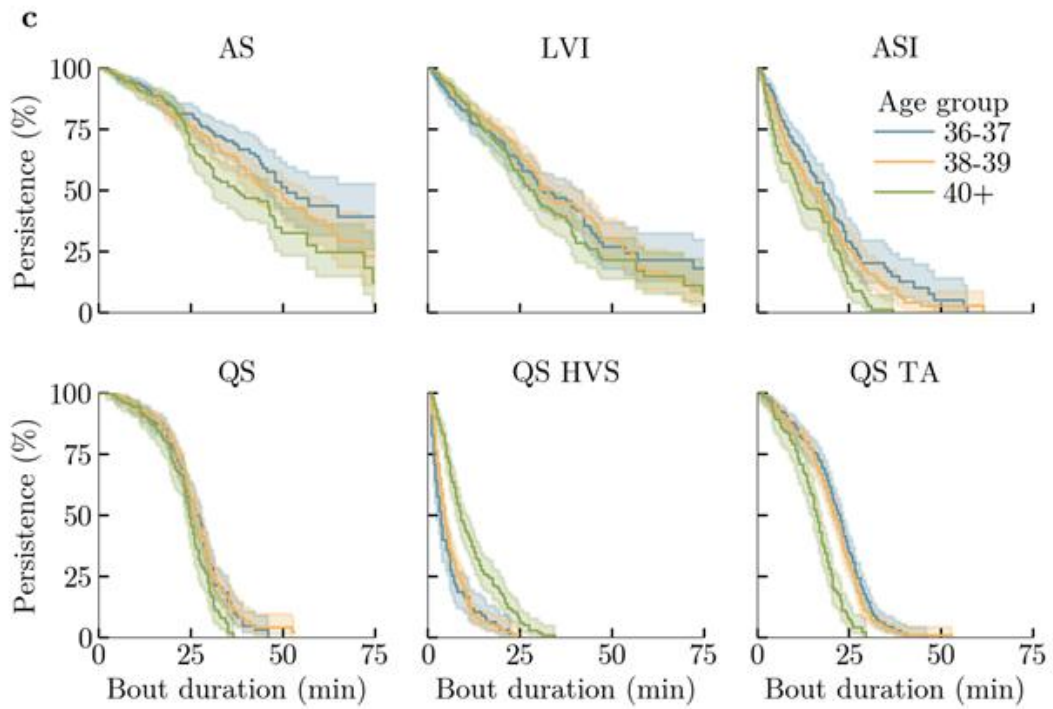 c
AS
LVI
ASI
Persistence (%)
100
75
50
25
0
Age group
36-37
38-39
40+
QS
QS HVS
QS TA
Persistence (%)
100
75
50
25
0
0 25 50 75
0 25 50 75
0 25 50 75
Bout duration (min)
Bout duration (min)
Bout duration (min)